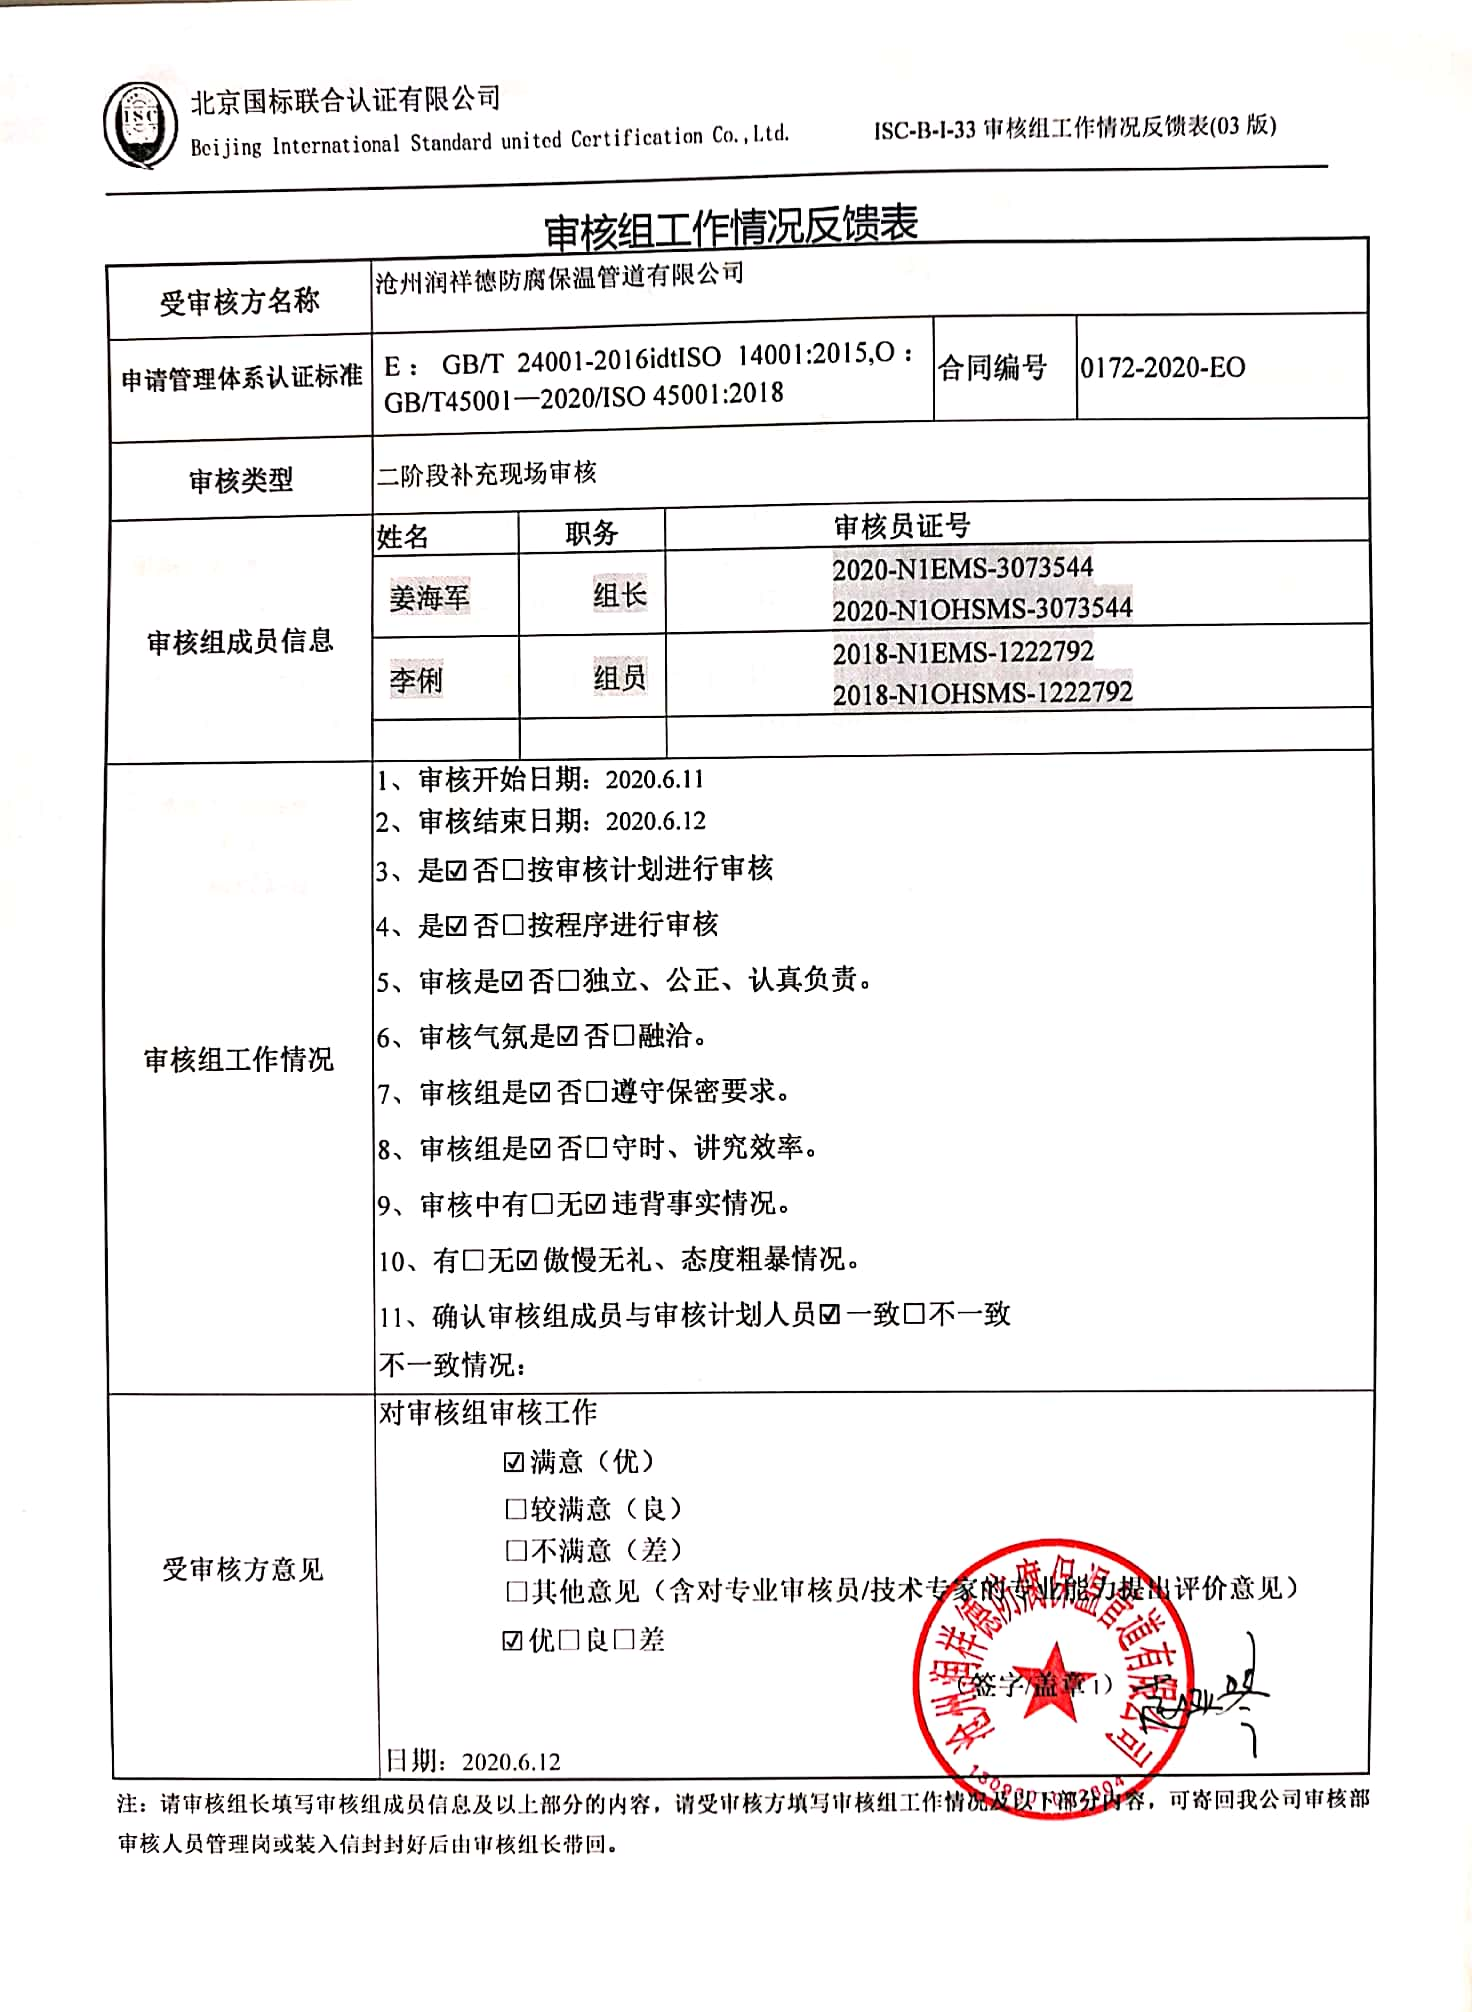 ISC
北京国标联合认证有限公司
Beijing International Standard united Certification Co.,Ltd.
ISC-B-I-33 审核组工作情况反馈表(03 版)
审核组工作情况反馈表
受审核方名称 沧州润祥德防腐保温管道有限公司
申请管理体系认证标准 E： GB/T 24001-2016idtISO 14001:2015,O：
GB/T45001—2020/ISO 45001:2018
合同编号 0172-2020-EO
审核类型 二阶段补充现场审核
审核组成员信息
姓名 职务 审核员证号
姜海军 组长 2020-N1EMS-3073544
2020-N1OHSMS-3073544
李俐 组员 2018-N1EMS-1222792
2018-N1OHSMS-1222792
审核组工作情况
1、审核开始日期：2020.6.11
2、审核结束日期：2020.6.12
3、是☑否☐按审核计划进行审核
4、是☑否☐按程序进行审核
5、审核是☑否☐独立、公正、认真负责。
6、审核气氛是☑否☐融洽。
7、审核组是☑否☐遵守保密要求。
8、审核组是☑否☐守时、讲究效率。
9、审核中有☐无☑违背事实情况。
10、有☐无☑傲慢无礼、态度粗暴情况。
11、确认审核组成员与审核计划人员☑一致☐不一致
不一致情况：
受审核方意见
对审核组审核工作
☑满意（优）
☐较满意（良）
☐不满意（差）
☐其他意见（含对专业审核员/技术专家的专业能力提出评价意见）
☑优☐良☐差
（签字/盖章）
沧州润祥德防腐保温管道有限公司
日期：2020.6.12
注：请审核组长填写审核组成员信息及以上部分的内容，请受审核方填写审核组工作情况及以下部分内容，可寄回我公司审核部
审核人员管理岗或装入信封封好后由审核组长带回。